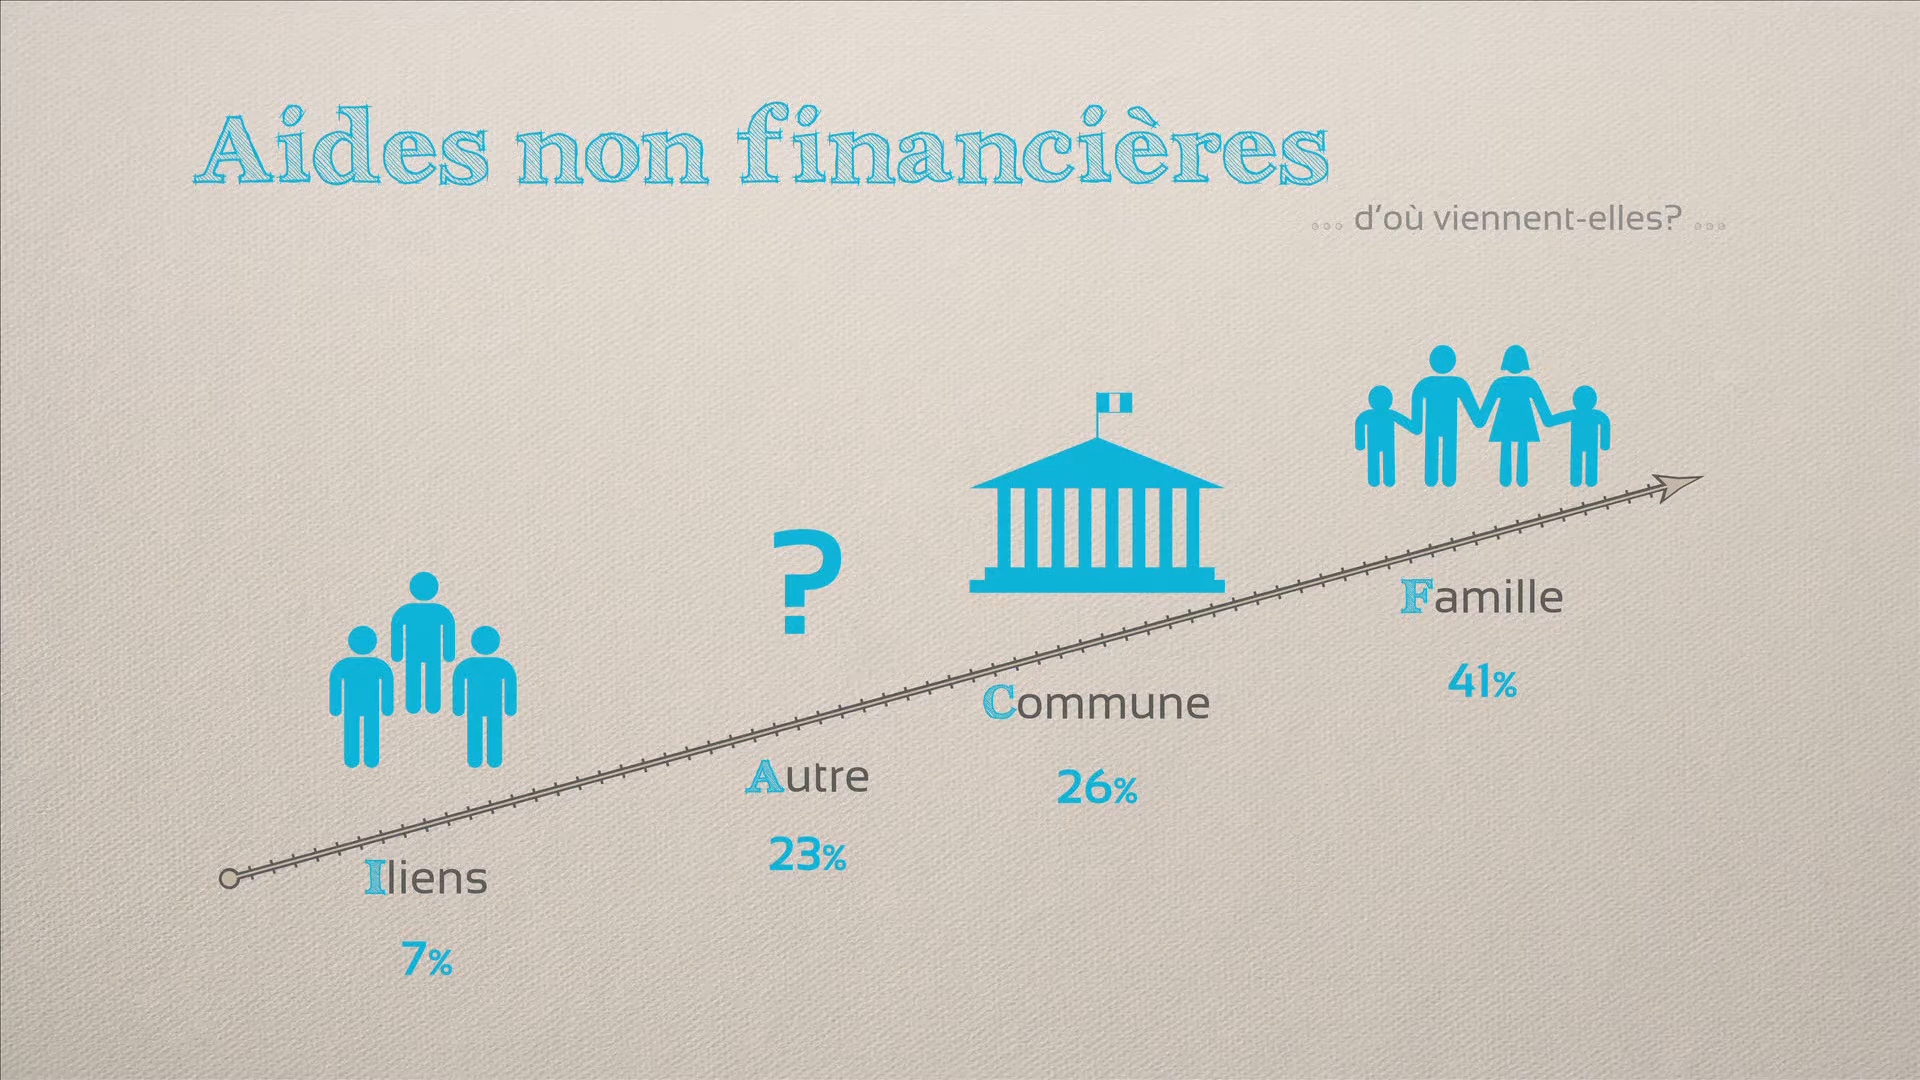 Aides non financières
... d'où viennent-elles? ...
?
Famille
41%
Commune
26%
Autre
23%
Iliens
7%